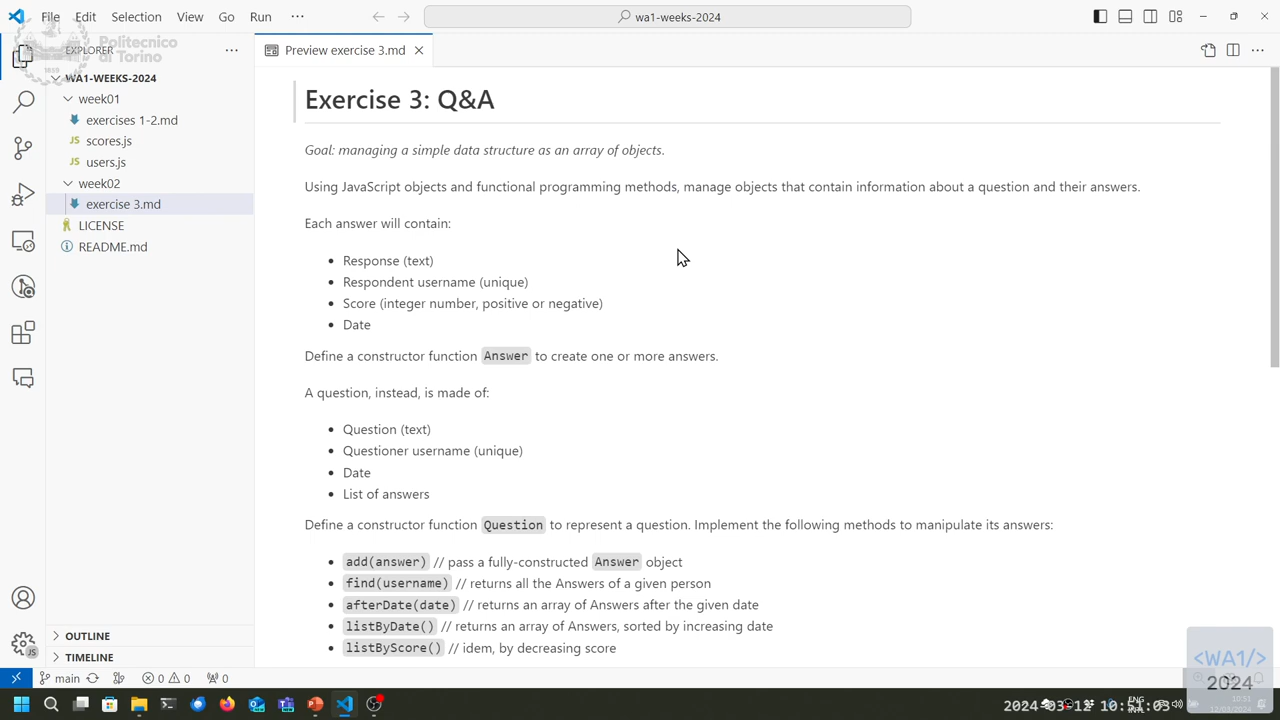 File Edit Selection View Go Run ··· wa1-weeks-2024
Politecnico
di Torino
1859
EXPLORER ···
WA1-WEEKS-2024
week01
exercises 1-2.md
JS scores.js
JS users.js
week02
exercise 3.md
LICENSE
README.md
OUTLINE
TIMELINE
Preview exercise 3.md
Exercise 3: Q&A
Goal: managing a simple data structure as an array of objects.
Using JavaScript objects and functional programming methods, manage objects that contain information about a question and their answers.
Each answer will contain:
• Response (text)
• Respondent username (unique)
• Score (integer number, positive or negative)
• Date
Define a constructor function Answer to create one or more answers.
A question, instead, is made of:
• Question (text)
• Questioner username (unique)
• Date
• List of answers
Define a constructor function Question to represent a question. Implement the following methods to manipulate its answers:
• add(answer) // pass a fully-constructed Answer object
• find(username) // returns all the Answers of a given person
• afterDate(date) // returns an array of Answers after the given date
• listByDate() // returns an array of Answers, sorted by increasing date
• listByScore() // idem, by decreasing score
JS
main 0 0 0
<WA1/>
2024
ENG